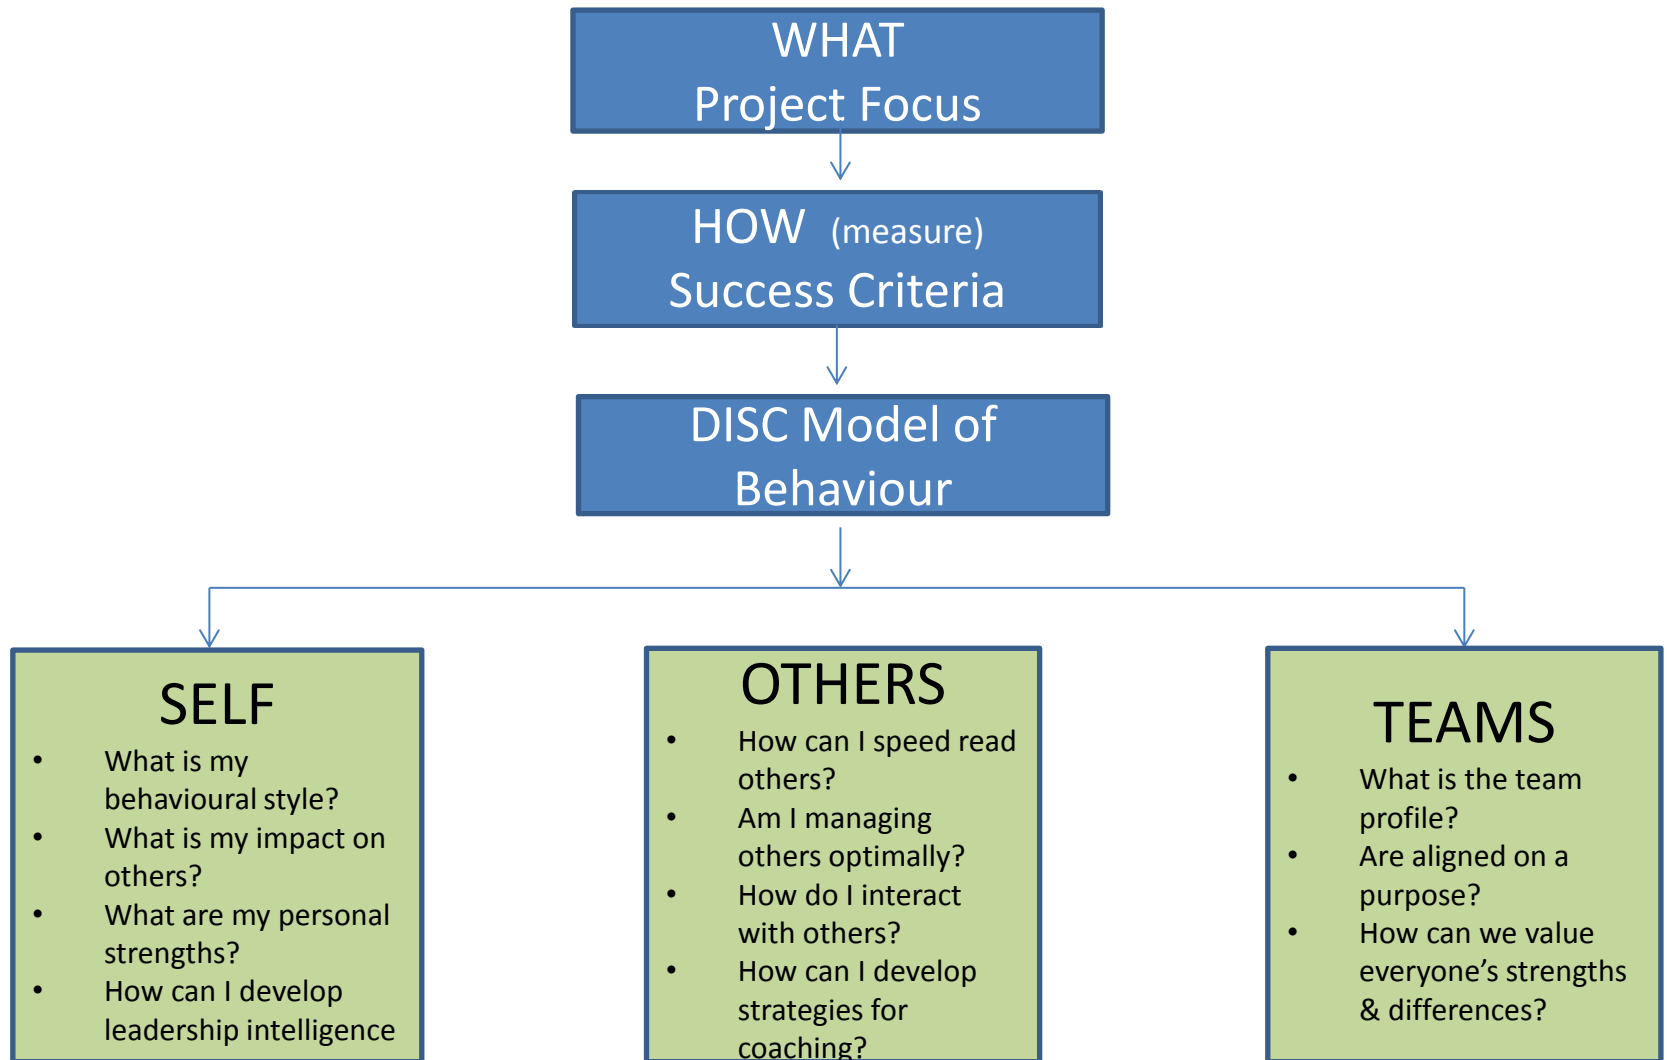 WHAT
Project Focus
HOW (measure)
Success Criteria
DISC Model of
Behaviour
SELF
• What is my
behavioural style?
• What is my impact on
others?
• What are my personal
strengths?
• How can I develop
leadership intelligence
OTHERS
• How can I speed read
others?
• Am I managing
others optimally?
• How do I interact
with others?
• How can I develop
strategies for
coaching?
TEAMS
• What is the team
profile?
• Are aligned on a
purpose?
• How can we value
everyone’s strengths
& differences?